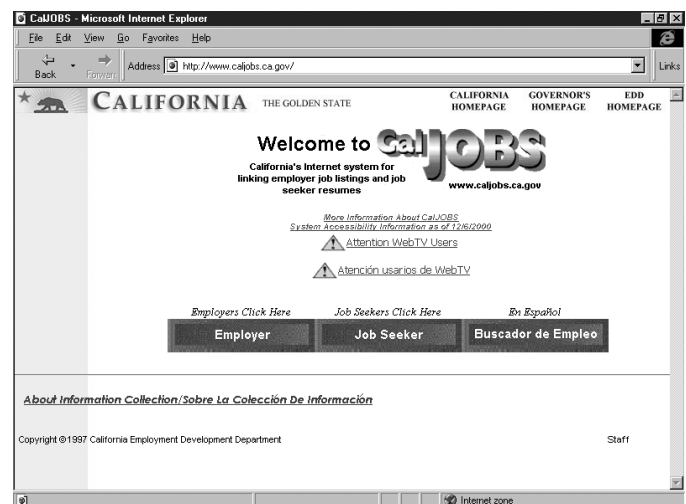 CalJOBS - Microsoft Internet Explorer
File Edit View Go Favorites Help
Back Forward Address http://www.caljobs.ca.gov/ Links
CALIFORNIA THE GOLDEN STATE
CALIFORNIA HOMEPAGE
GOVERNOR'S HOMEPAGE
EDD HOMEPAGE
Welcome to CalJOBS
California's Internet system for
linking employer job listings and job
seeker resumes
www.caljobs.ca.gov
More Information About CalJOBS
System Accessibility Information as of 12/6/2000
Attention WebTV Users
Atención usarios de WebTV
Employers Click Here Job Seekers Click Here En Español
Employer Job Seeker Buscador de Empleo
About Information Collection/Sobre La Colección De Información
Copyright ©1997 California Employment Development Department Staff
Internet zone